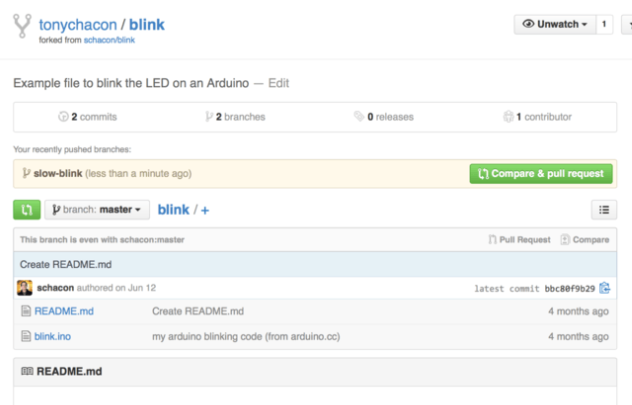 tonychacon / blink
forked from schacon/blink
Unwatch 1
Example file to blink the LED on an Arduino — Edit
2 commits 2 branches 0 releases 1 contributor
Your recently pushed branches:
slow-blink (less than a minute ago) Compare & pull request
branch: master blink / +
This branch is even with schacon:master Pull Request Compare
Create README.md
schacon authored on Jun 12 latest commit bbc80f9b29
README.md Create README.md 4 months ago
blink.ino my arduino blinking code (from arduino.cc) 4 months ago
README.md